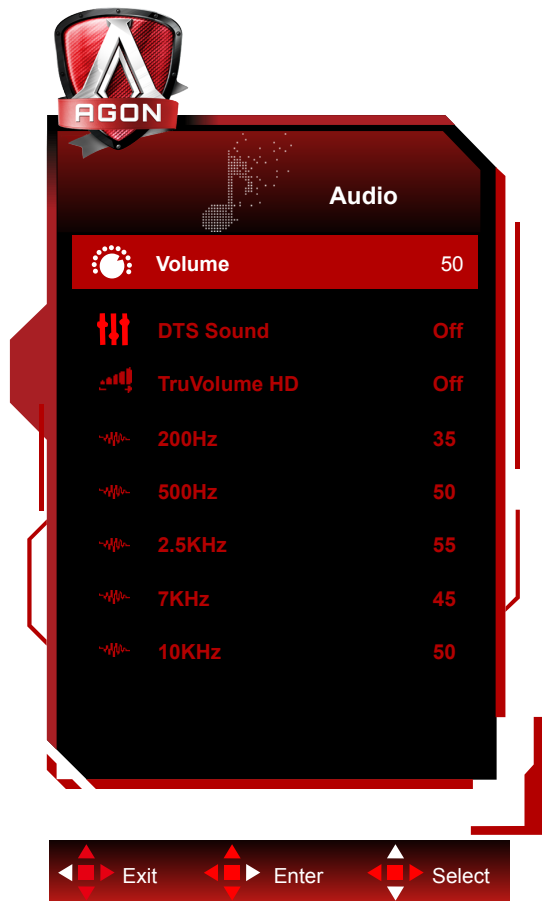 AGON
Audio
Volume 50
DTS Sound Off
TruVolume HD Off
200Hz 35
500Hz 50
2.5KHz 55
7KHz 45
10KHz 50
Exit Enter Select